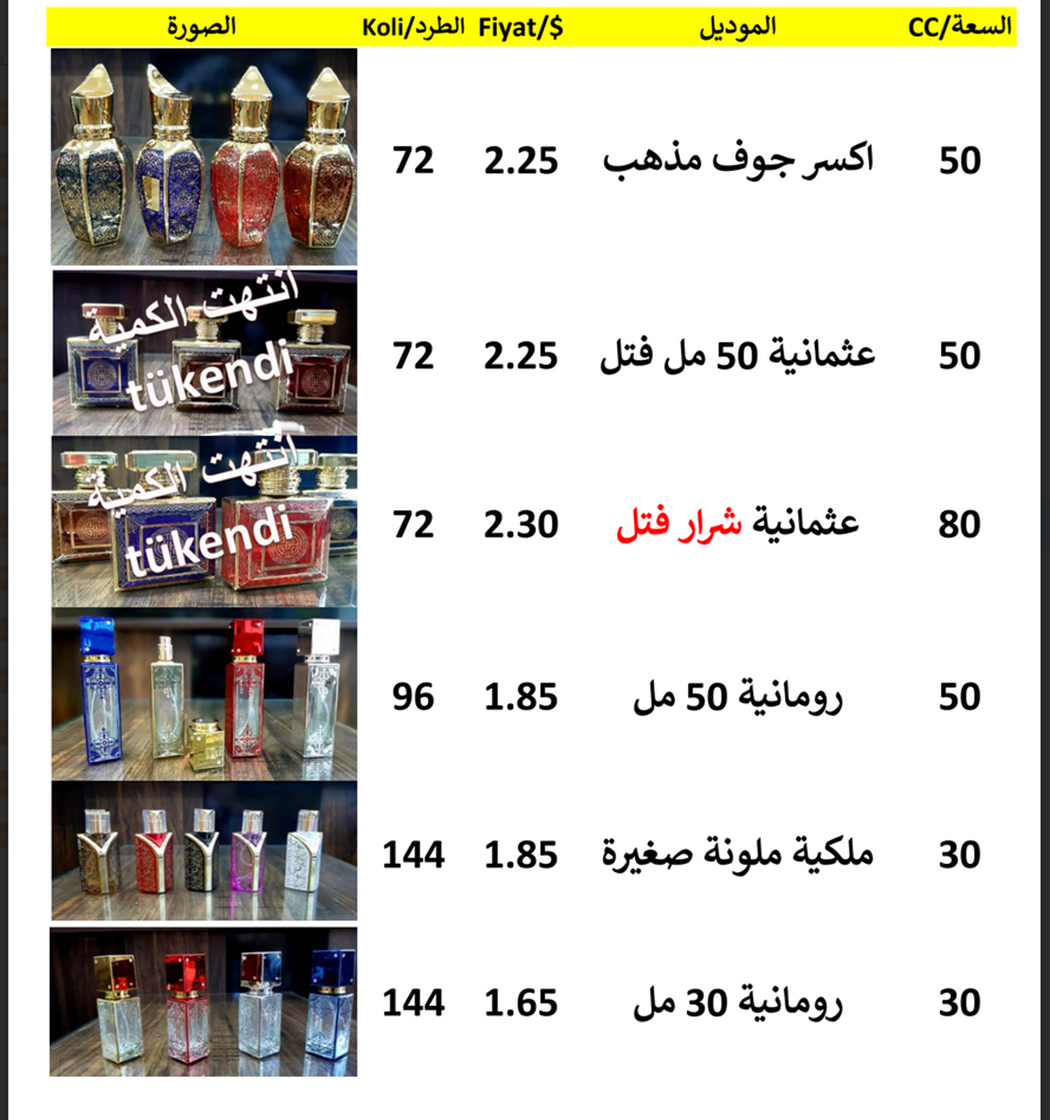 السعة/CC الموديل Fiyat/$ الطرد/Koli الصورة
50 اكسر جوف مذهب 2.25 72
50 عثمانية 50 مل فتل 2.25 72
انتهت الكمية
tükendi
80 عثمانية شرار فتل 2.30 72
انتهت الكمية
tükendi
50 رومانية 50 مل 1.85 96
30 ملكية ملونة صغيرة 1.85 144
30 رومانية 30 مل 1.65 144